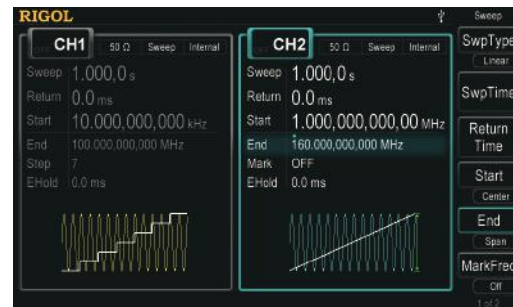 RIGOL
Sweep
CH1 50 Ω Sweep Internal
Sweep 1.000,0 s
Return 0.0 ms
Start 10.000,000,000 kHz
End 100.000,000,000 MHz
Step 7
EHold 0.0 ms
CH2 50 Ω Sweep Internal
Sweep 1.000,0 s
Return 0.0 ms
Start 1.000,000,000,00 MHz
End 160.000,000,000 MHz
Mark OFF
EHold 0.0 ms
SwpType
Linear
SwpTime
Return
Time
Start
Center
End
Span
MarkFreq
Off
1 of 2